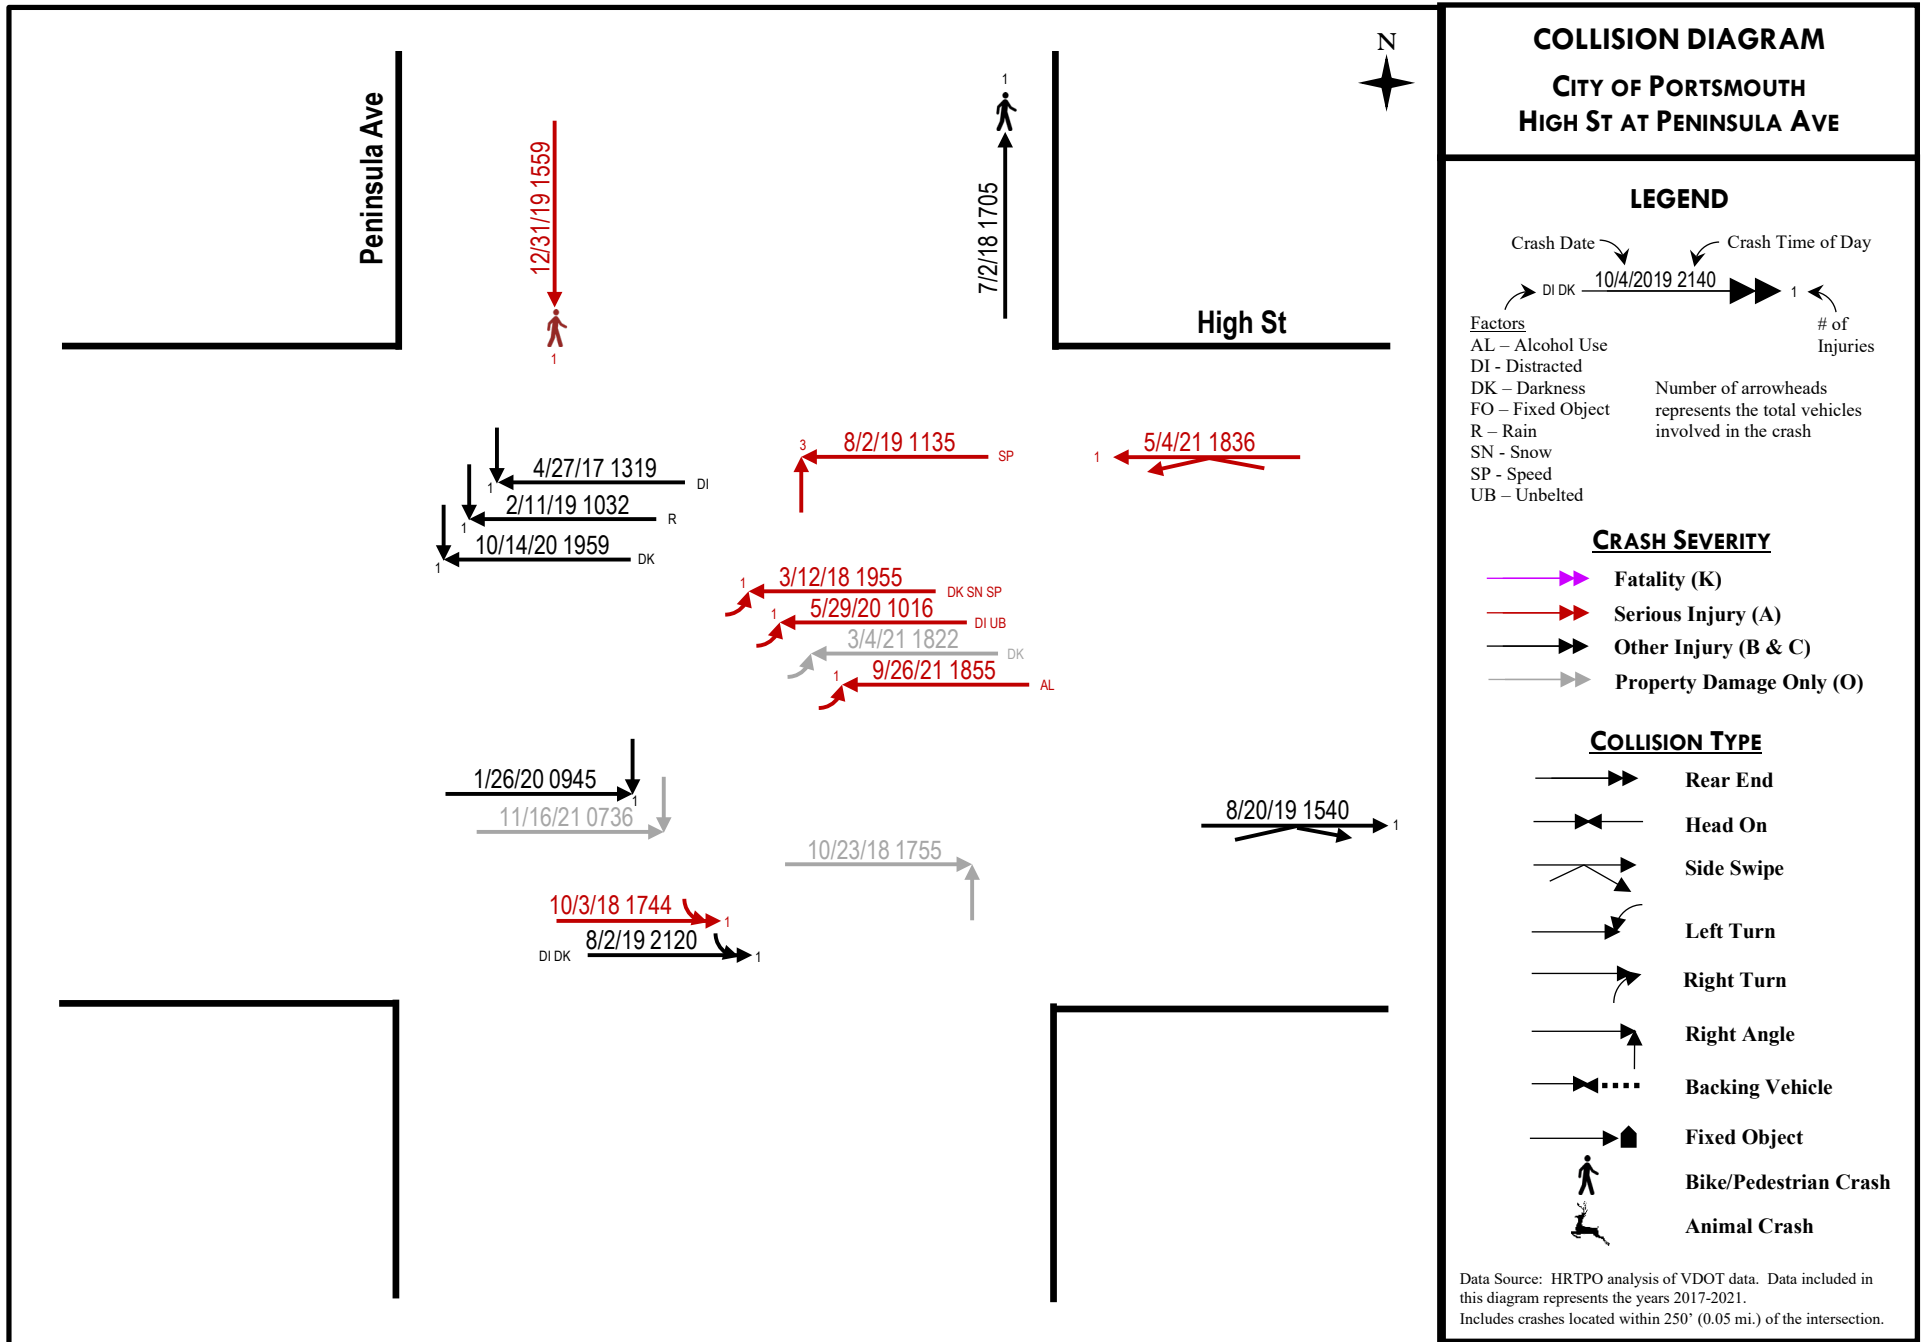 Peninsula Ave
12/31/19 1559
1
1
7/2/18 1705
N
High St
4/27/17 1319
DI
1
2/11/19 1032
R
1
10/14/20 1959
DK
1
3
8/2/19 1135
SP
1
5/4/21 1836
1
3/12/18 1955
DK SN SP
1
5/29/20 1016
DI UB
3/4/21 1822
DK
1
9/26/21 1855
AL
1/26/20 0945
1
11/16/21 0736
10/23/18 1755
8/20/19 1540
1
10/3/18 1744
1
DI DK
8/2/19 2120
1
COLLISION DIAGRAM
CITY OF PORTSMOUTH
HIGH ST AT PENINSULA AVE
LEGEND
Crash Date
Crash Time of Day
DI DK
10/4/2019 2140
1
Factors
AL – Alcohol Use
DI - Distracted
DK – Darkness
FO – Fixed Object
R – Rain
SN - Snow
SP - Speed
UB – Unbelted
# of
Injuries
Number of arrowheads
represents the total vehicles
involved in the crash
CRASH SEVERITY
Fatality (K)
Serious Injury (A)
Other Injury (B & C)
Property Damage Only (O)
COLLISION TYPE
Rear End
Head On
Side Swipe
Left Turn
Right Turn
Right Angle
Backing Vehicle
Fixed Object
Bike/Pedestrian Crash
Animal Crash
Data Source:  HRTPO analysis of VDOT data.  Data included in
this diagram represents the years 2017-2021.
Includes crashes located within 250’ (0.05 mi.) of the intersection.